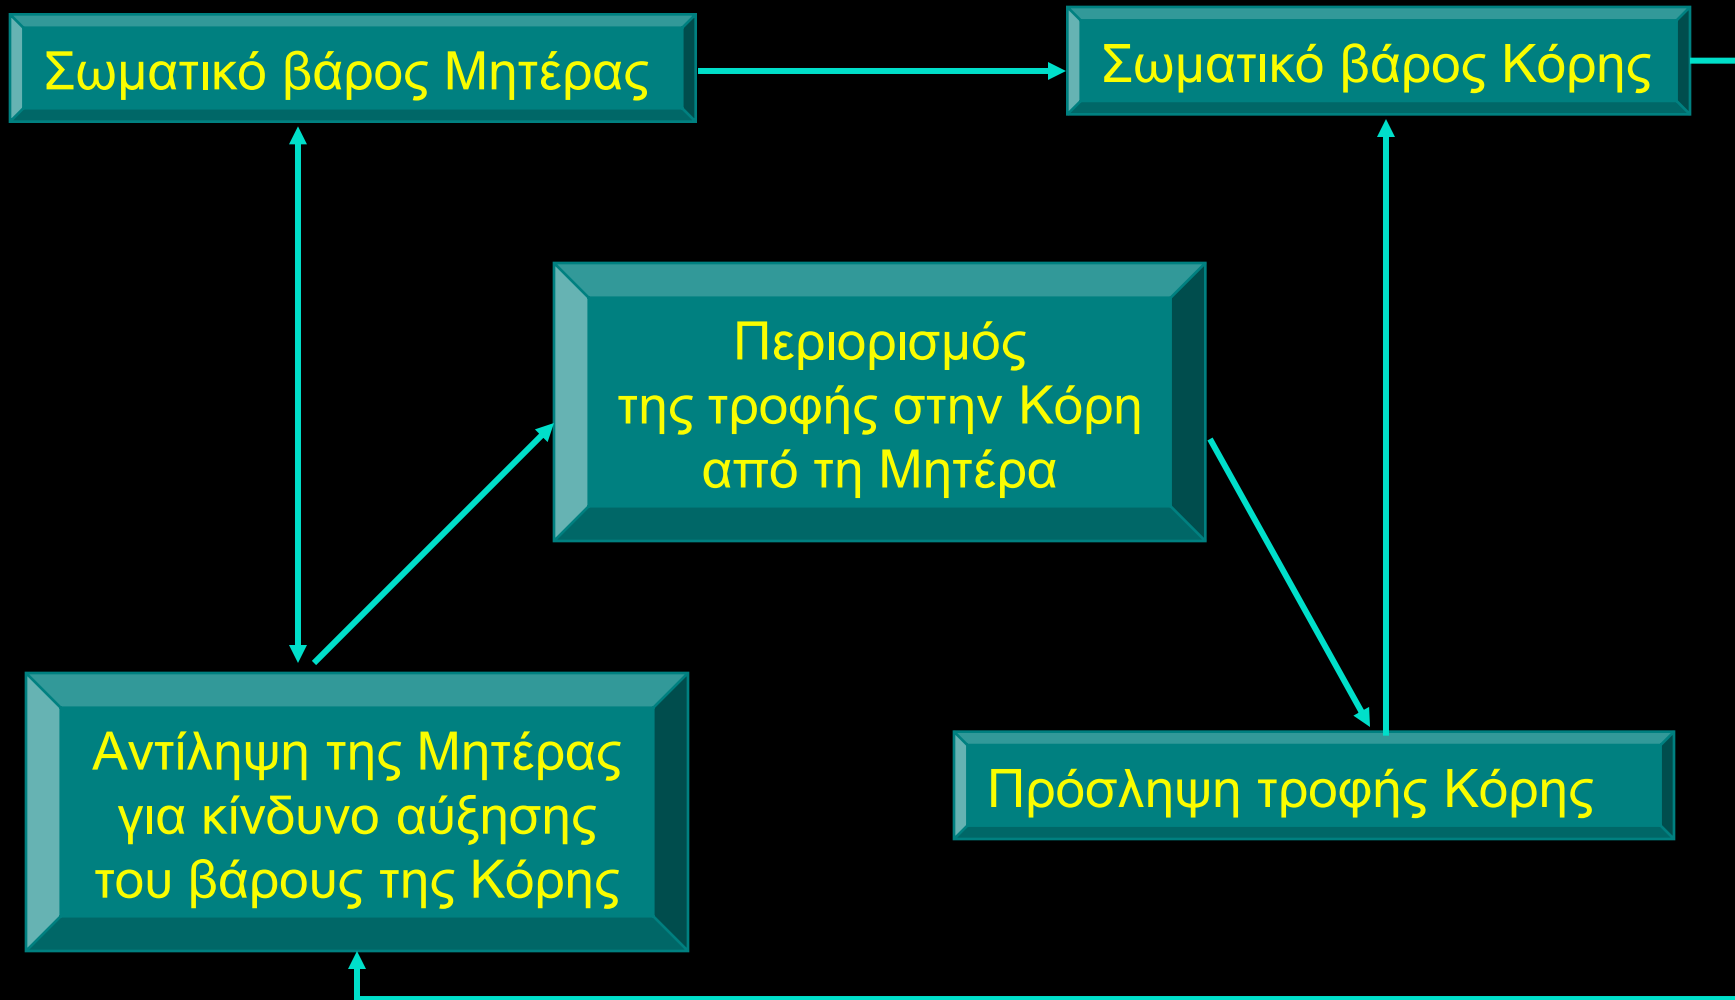 Σωματικό βάρος Μητέρας
Σωματικό βάρος Κόρης
Περιορισμός
της τροφής στην Κόρη
από τη Μητέρα
Αντίληψη της Μητέρας
για κίνδυνο αύξησης
του βάρους της Κόρης
Πρόσληψη τροφής Κόρης